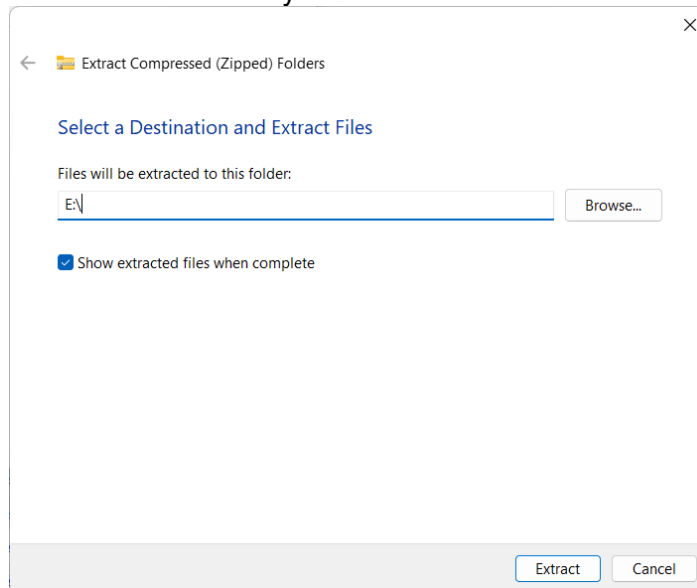 Extract Compressed (Zipped) Folders
Select a Destination and Extract Files
Files will be extracted to this folder:
E:\
Browse...
Show extracted files when complete
Extract
Cancel